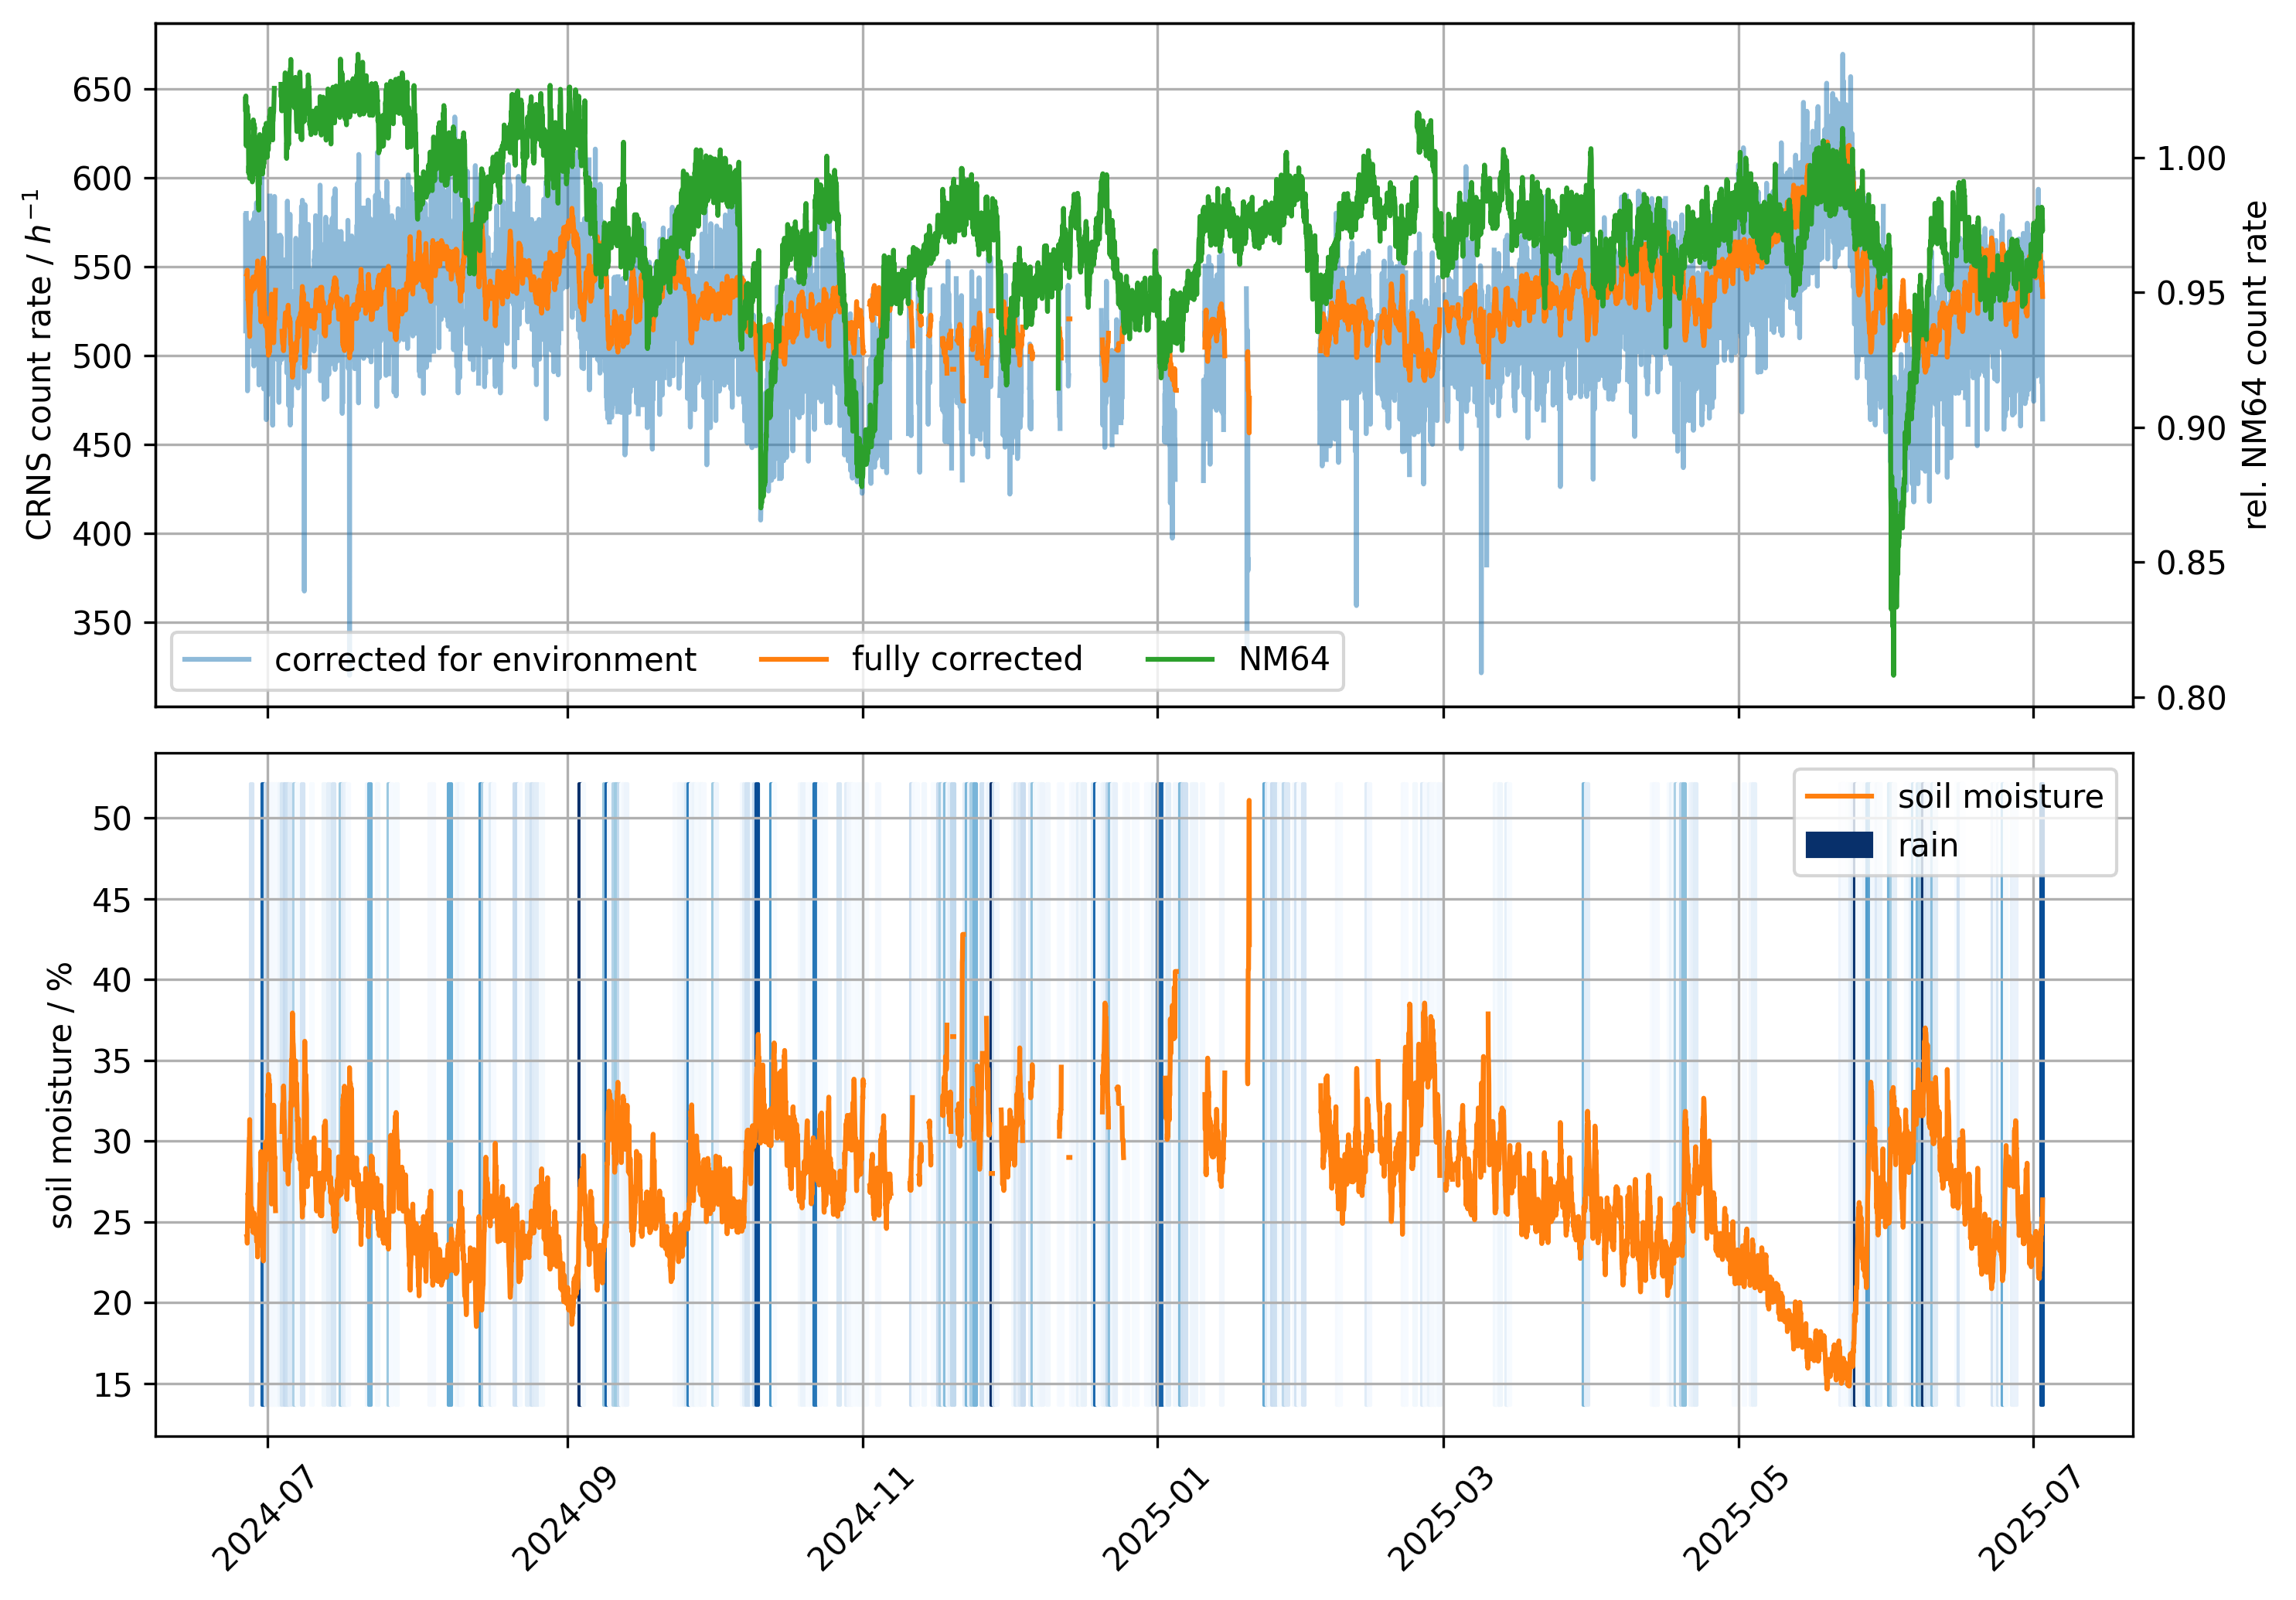 CRNS count rate / h⁻¹
650
600
550
500
450
400
350
1.00
0.95
0.90
0.85
0.80
rel. NM64 count rate
corrected for environment fully corrected NM64
soil moisture / %
50
45
40
35
30
25
20
15
soil moisture
rain
2024-07 2024-09 2024-11 2025-01 2025-03 2025-05 2025-07